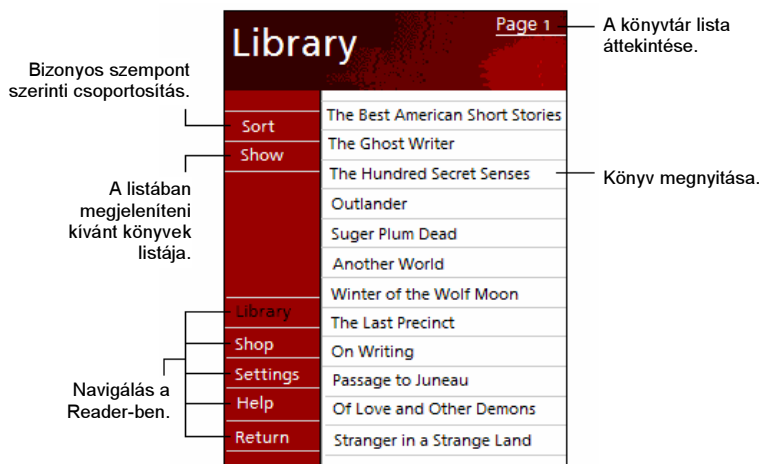 Library
Page 1
A könyvtár lista
áttekintése.
Bizonyos szempont
szerinti csoportosítás.
Sort
Show
A listában
megjeleníteni
kívánt könyvek
listája.
The Best American Short Stories
The Ghost Writer
The Hundred Secret Senses
Könyv megnyitása.
Outlander
Suger Plum Dead
Another World
Winter of the Wolf Moon
The Last Precinct
On Writing
Passage to Juneau
Of Love and Other Demons
Stranger in a Strange Land
Library
Shop
Settings
Help
Return
Navigálás a
Reader-ben.